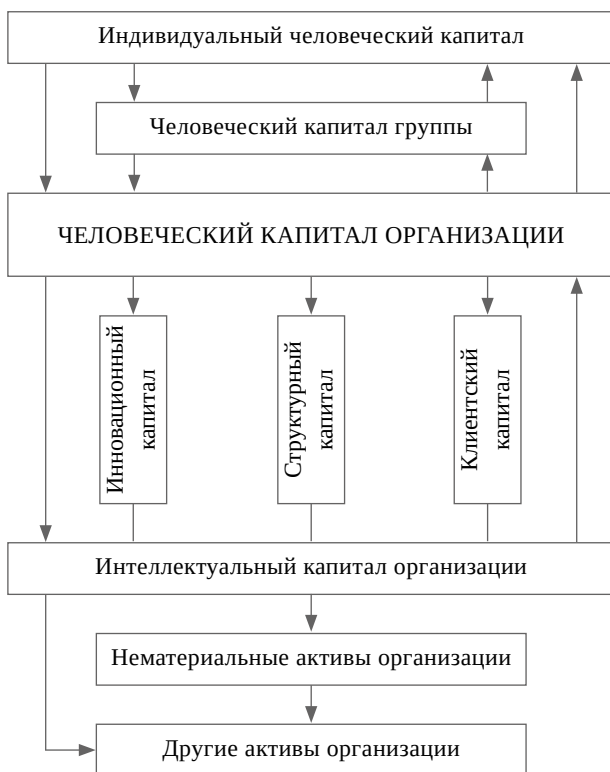 Индивидуальный человеческий капитал
Человеческий капитал группы
ЧЕЛОВЕЧЕСКИЙ КАПИТАЛ ОРГАНИЗАЦИИ
Инновационный
капитал
Структурный
капитал
Клиентский
капитал
Интеллектуальный капитал организации
Нематериальные активы организации
Другие активы организации